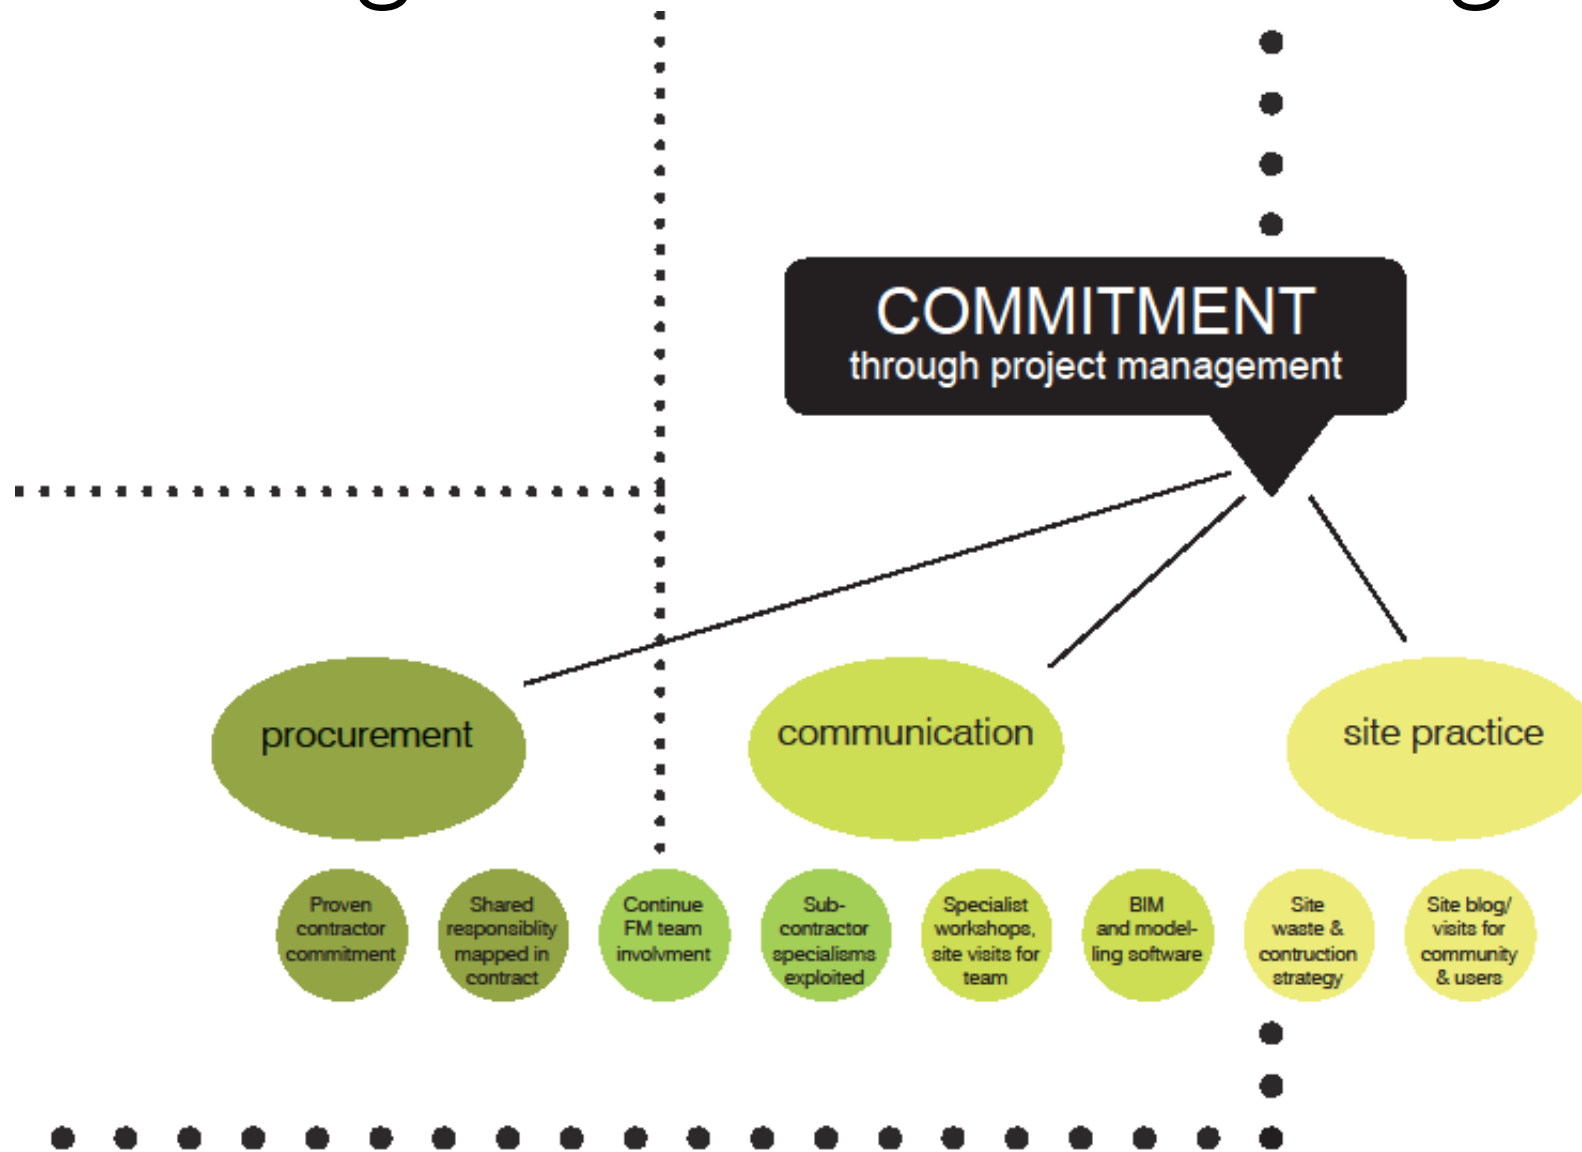 COMMITMENT
through project management
procurement
communication
site practice
Proven
contractor
commitment
Shared
responsiblity
mapped in
contract
Continue
FM team
involvment
Sub-
contractor
specialisms
exploited
Specialist
workshops,
site visits for
team
BIM
and model-
ling software
Site
waste &
contruction
strategy
Site blog/
visits for
community
& users